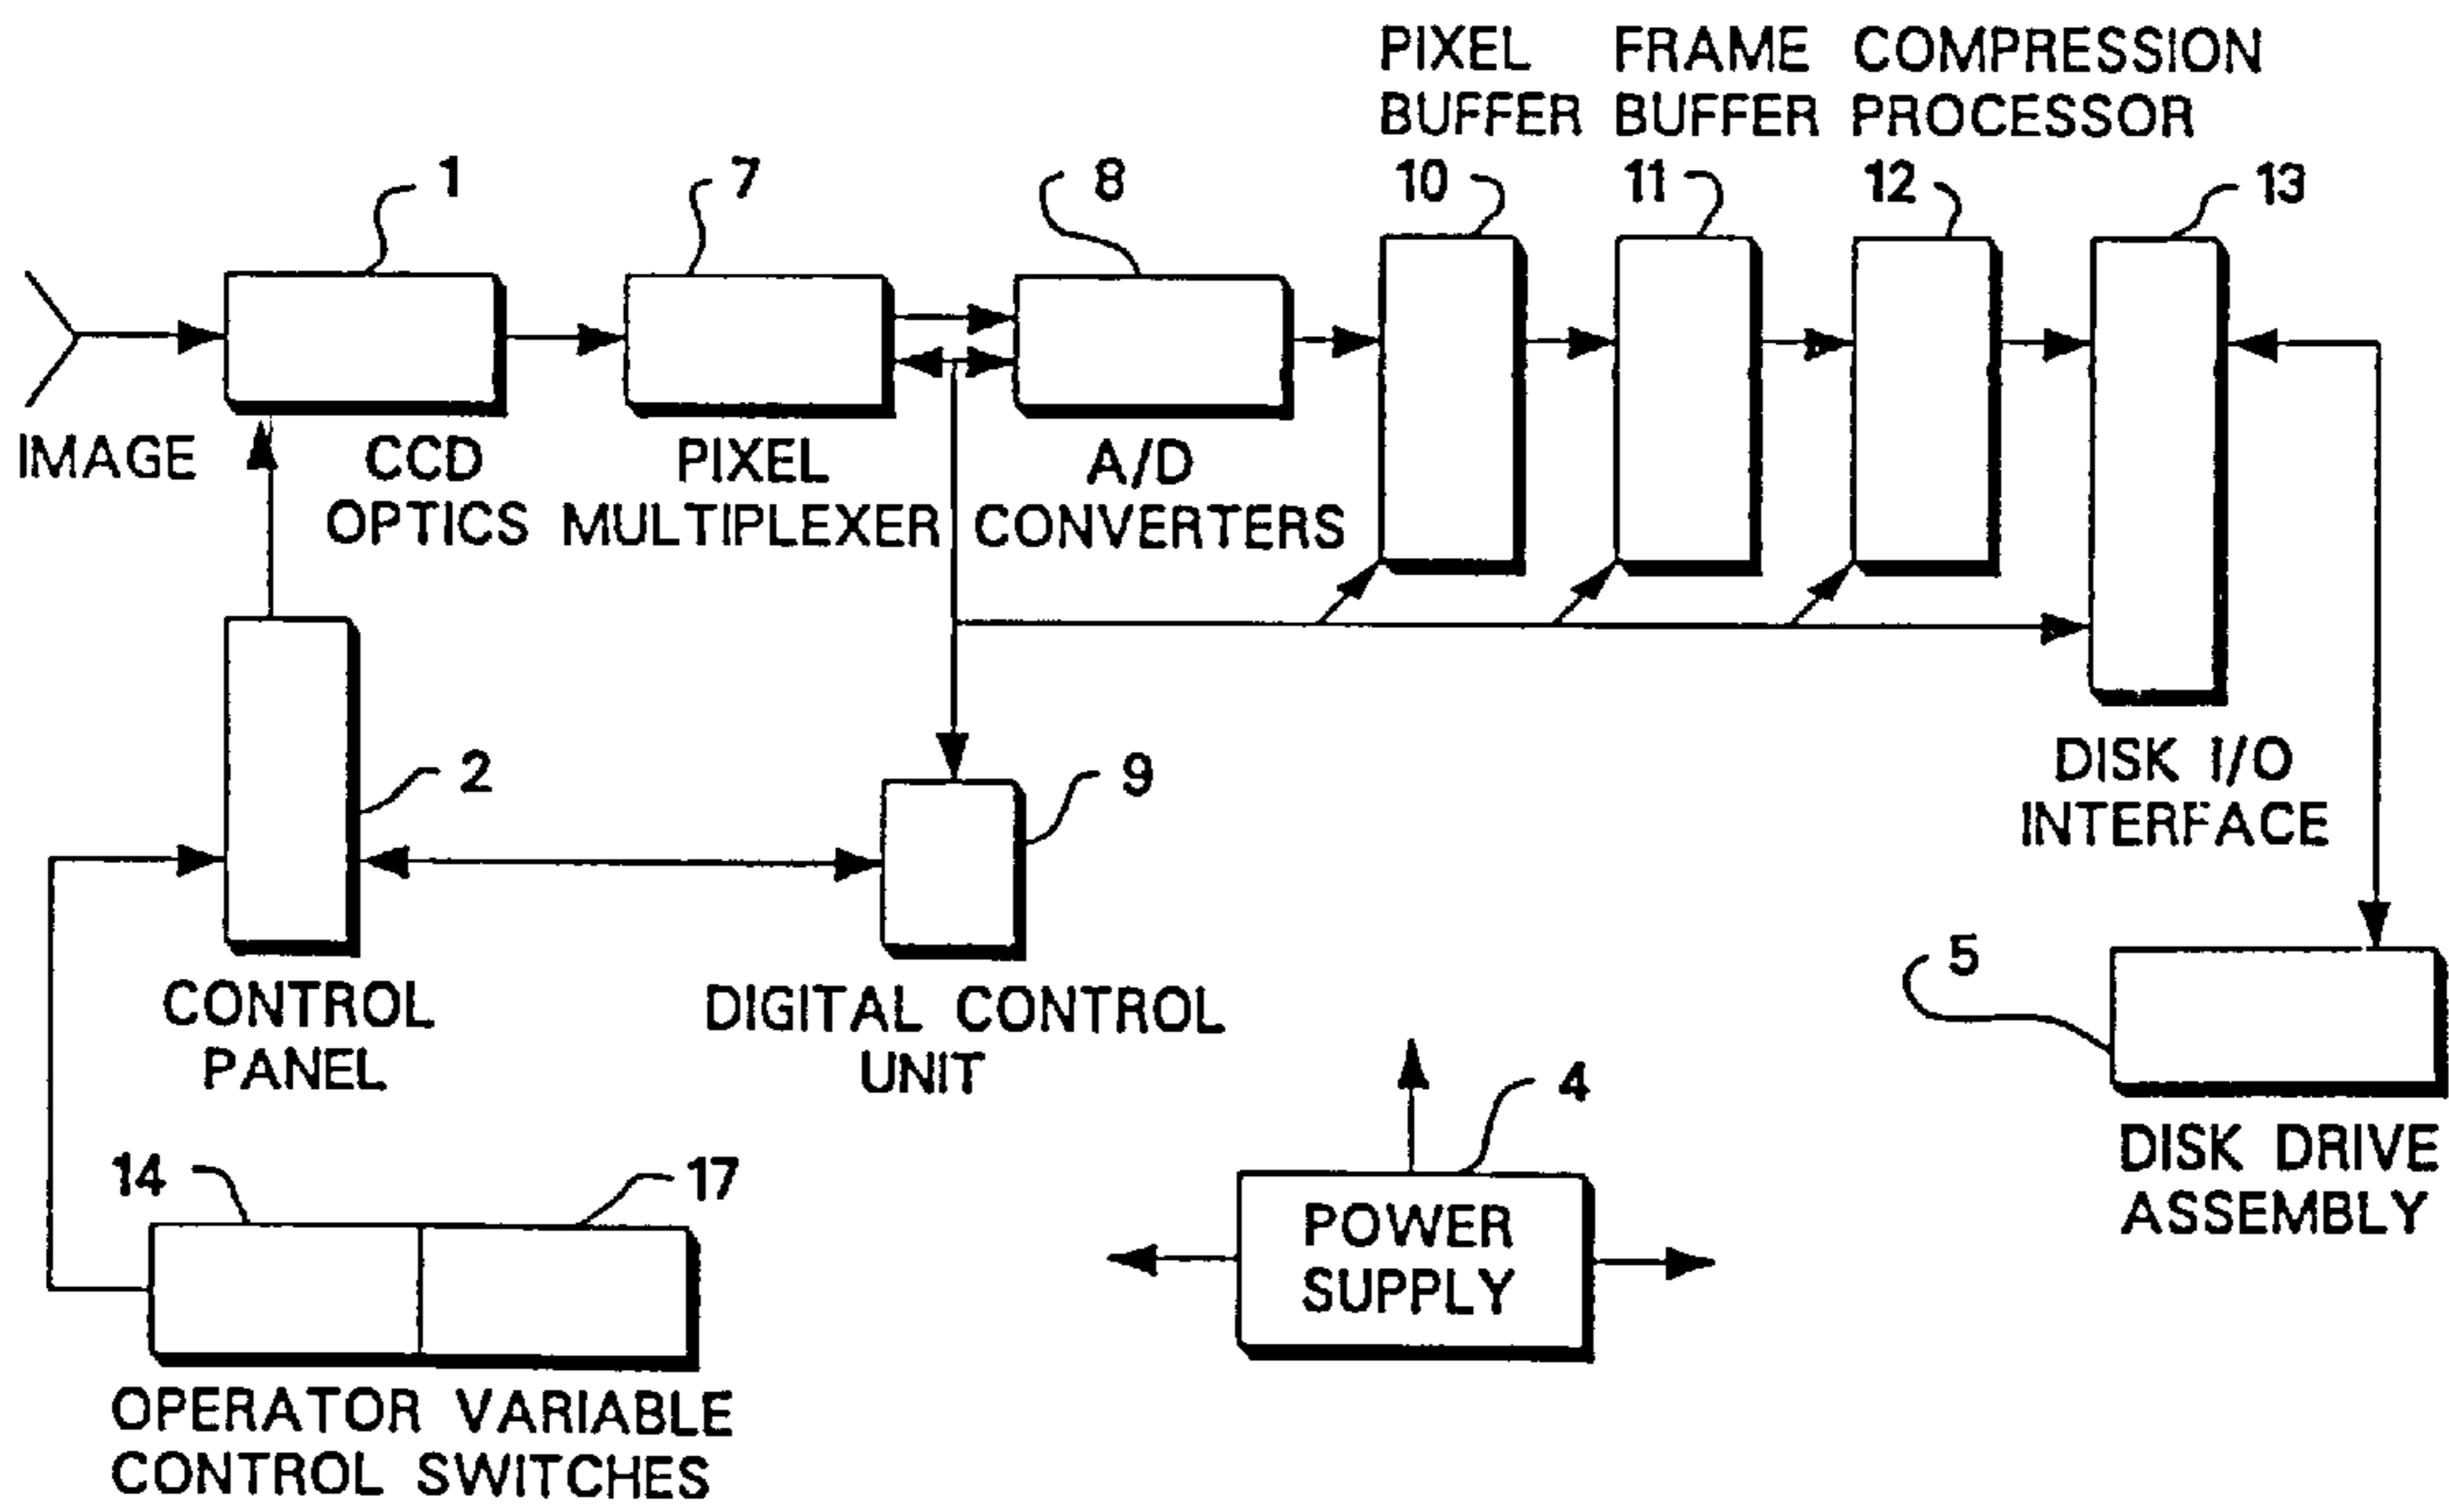 PIXEL FRAME COMPRESSION
BUFFER BUFFER PROCESSOR
1
7
8
10
11
12
13
IMAGE
CCD
OPTICS
PIXEL
MULTIPLEXER
A/D
CONVERTERS
2
9
DISK I/O
INTERFACE
CONTROL
PANEL
DIGITAL CONTROL
UNIT
5
4
DISK DRIVE
ASSEMBLY
14
17
POWER
SUPPLY
OPERATOR VARIABLE
CONTROL SWITCHES